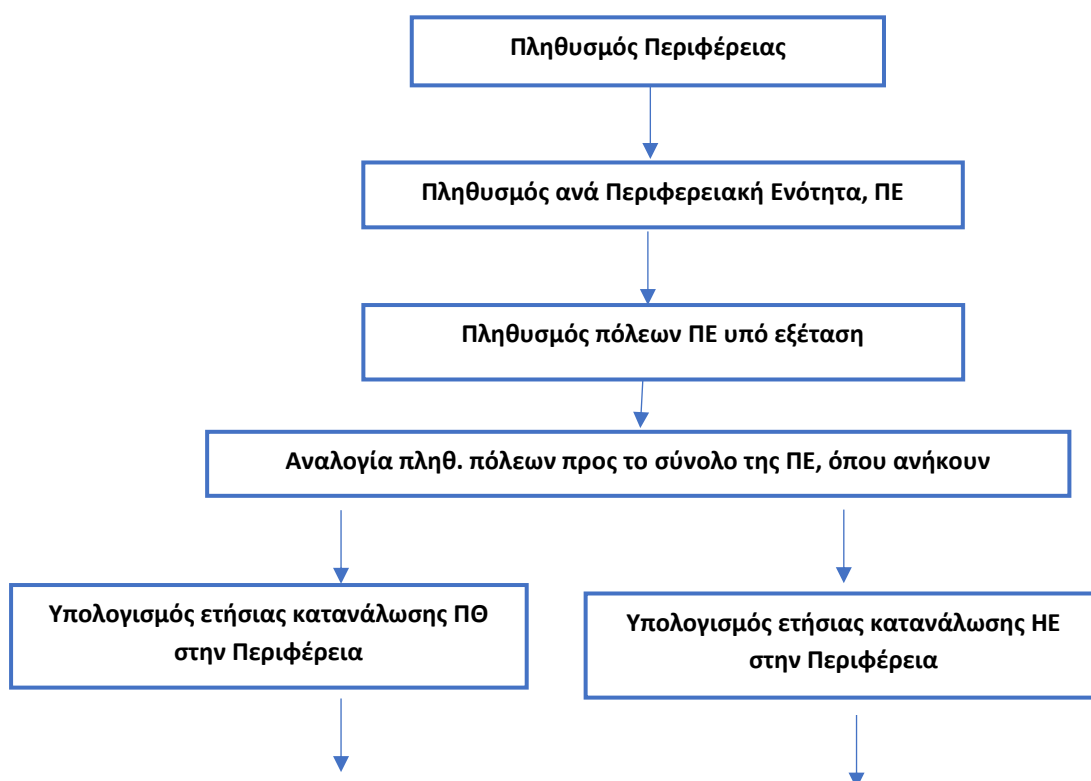 Πληθυσμός Περιφέρειας
Πληθυσμός ανά Περιφερειακή Ενότητα, ΠΕ
Πληθυσμός πόλεων ΠΕ υπό εξέταση
Αναλογία πληθ. πόλεων προς το σύνολο της ΠΕ, όπου ανήκουν
Υπολογισμός ετήσιας κατανάλωσης ΠΘ
στην Περιφέρεια
Υπολογισμός ετήσιας κατανάλωσης ΗΕ
στην Περιφέρεια